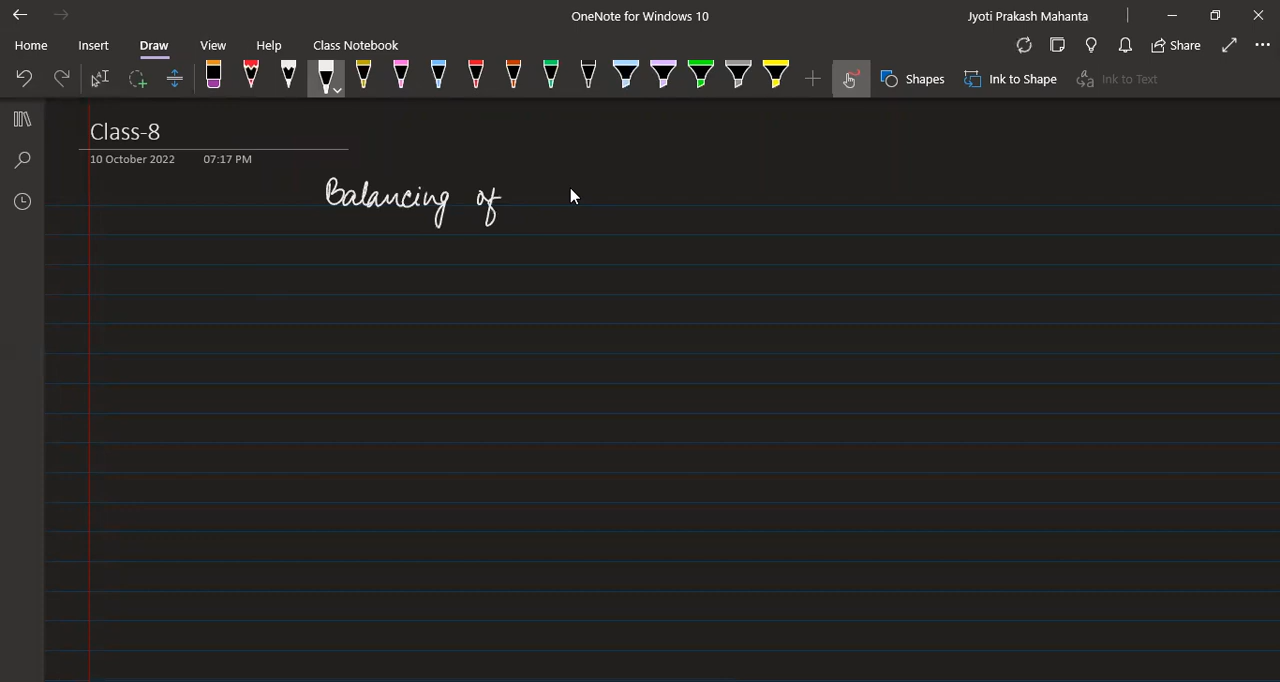 OneNote for Windows 10
Jyoti Prakash Mahanta
Home Insert Draw View Help Class Notebook
Share
Shapes Ink to Shape Ink to Text
Class-8
10 October 2022 07:17 PM
Balancing of